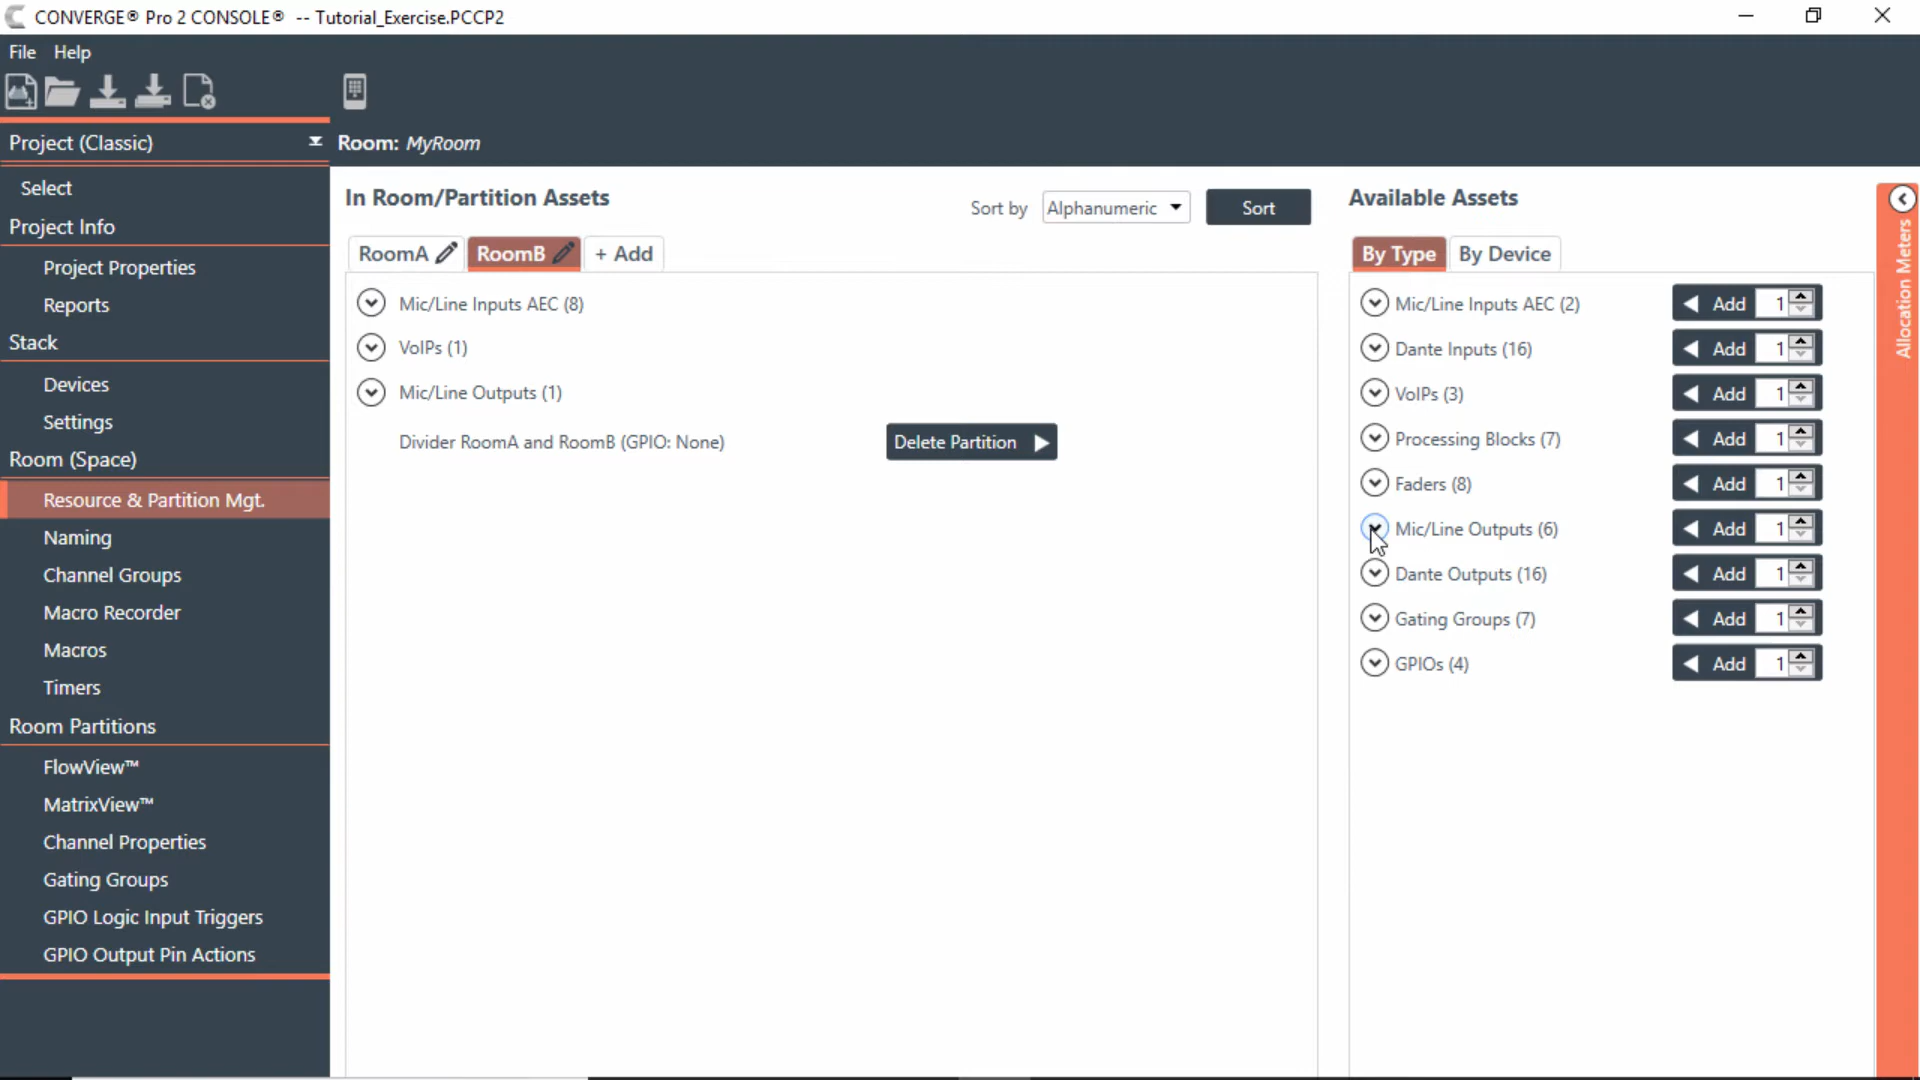 CONVERGE® Pro 2 CONSOLE® -- Tutorial_Exercise.PCCP2
File Help
Project (Classic)
Room: MyRoom
Select
Project Info
Project Properties
Reports
Stack
Devices
Settings
Room (Space)
Resource & Partition Mgt.
Naming
Channel Groups
Macro Recorder
Macros
Timers
Room Partitions
FlowView™
MatrixView™
Channel Properties
Gating Groups
GPIO Logic Input Triggers
GPIO Output Pin Actions
In Room/Partition Assets
Sort by Alphanumeric Sort
RoomA RoomB + Add
Mic/Line Inputs AEC (8)
VoIPs (1)
Mic/Line Outputs (1)
Divider RoomA and RoomB (GPIO: None) Delete Partition
Available Assets
By Type By Device
Mic/Line Inputs AEC (2) Add 1
Dante Inputs (16) Add 1
VoIPs (3) Add 1
Processing Blocks (7) Add 1
Faders (8) Add 1
Mic/Line Outputs (6) Add 1
Dante Outputs (16) Add 1
Gating Groups (7) Add 1
GPIOs (4) Add 1
Allocation Meters